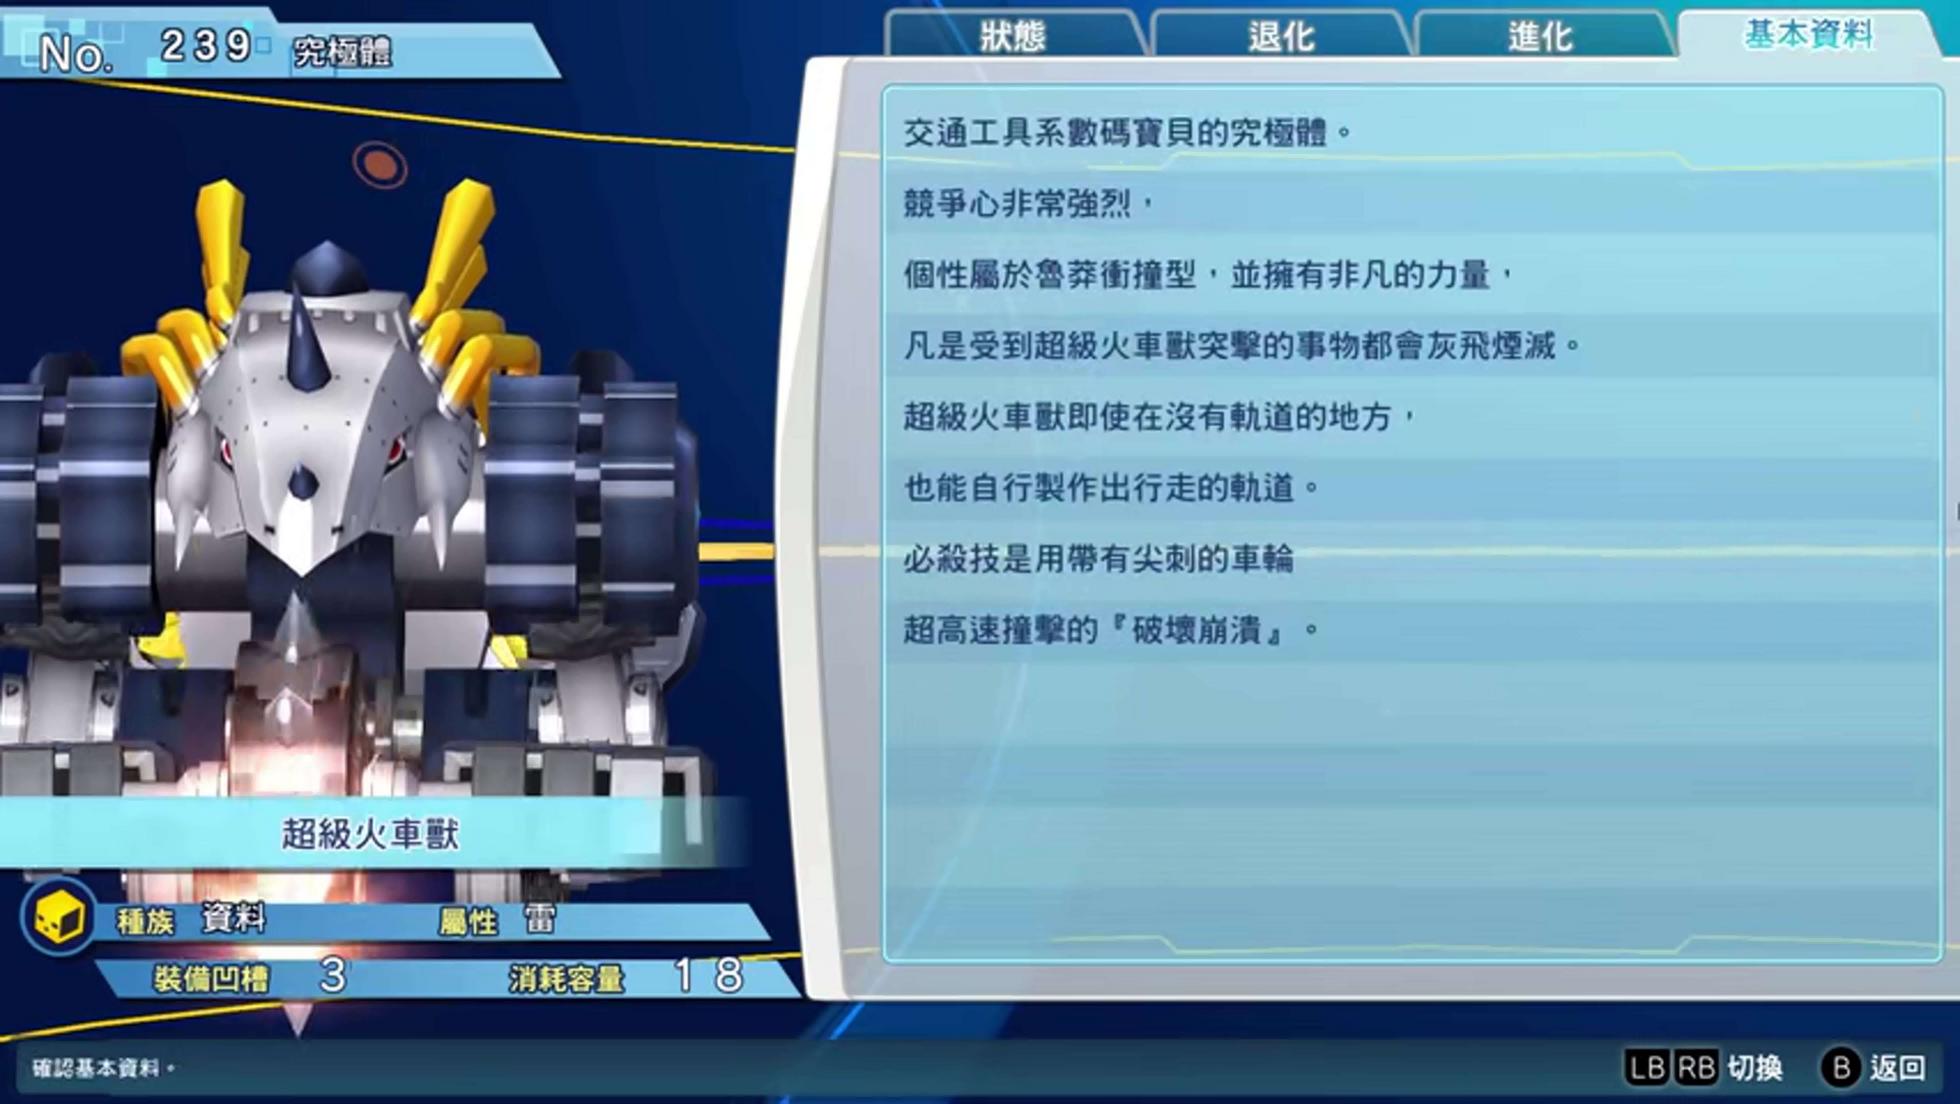 No. 239 究極體
狀態 退化 進化 基本資料
交通工具系數碼寶貝的究極體。
競爭心非常強烈，
個性屬於魯莽衝撞型，並擁有非凡的力量，
凡是受到超級火車獸突擊的事物都會灰飛煙滅。
超級火車獸即使在沒有軌道的地方，
也能自行製作出行走的軌道。
必殺技是用帶有尖刺的車輪
超高速撞擊的『破壞崩潰』。
超級火車獸
種族 資料 屬性 雷
裝備凹槽 3 消耗容量 18
確認基本資料。
LB RB 切換 B 返回